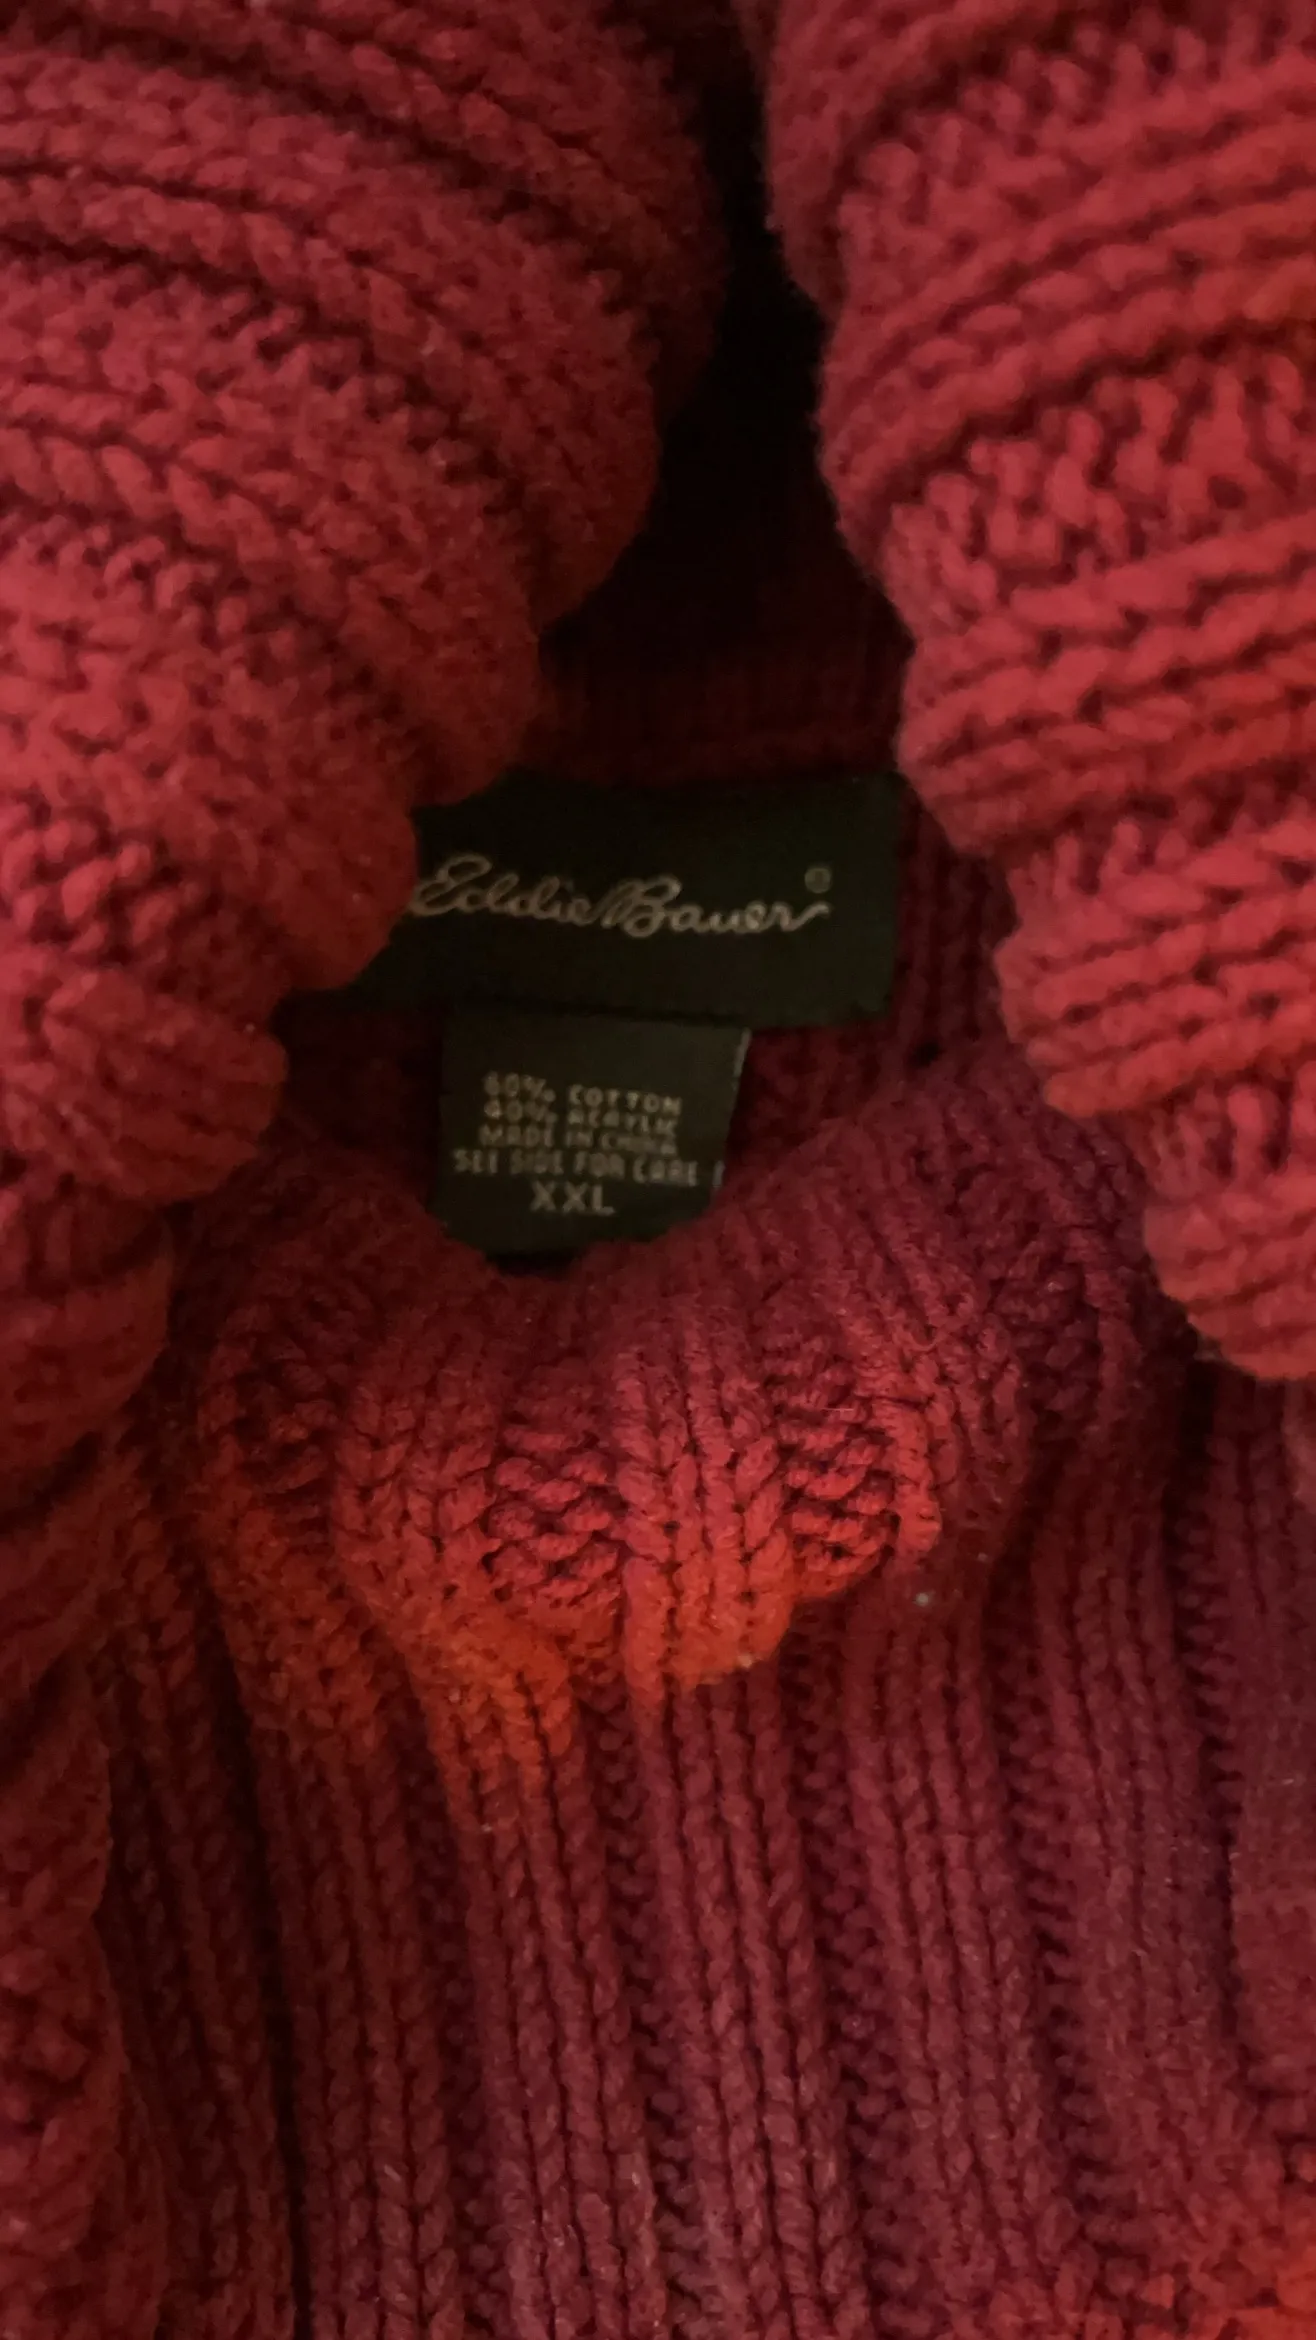 Eddie Bauer®
60% COTTON
40% ACRYLIC
MADE IN CHINA
SEE SIDE FOR CARE
XXL